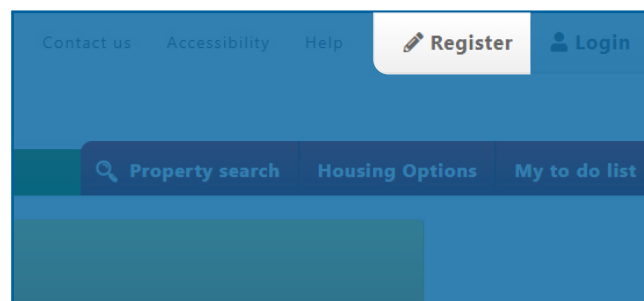 Contact us Accessibility Help Register Login
Property search Housing Options My to do list